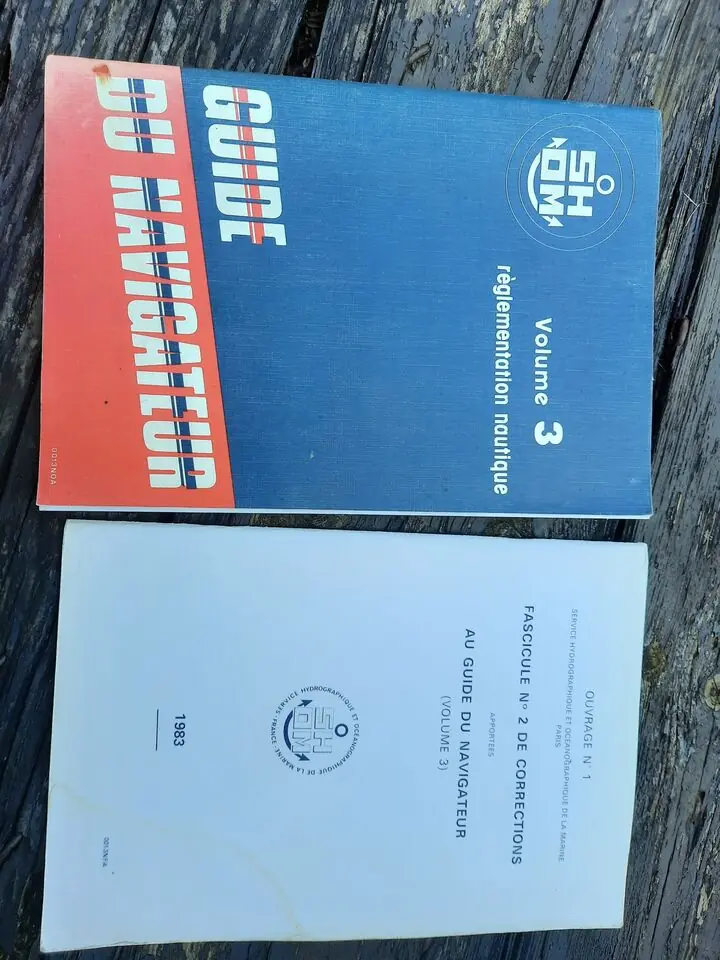 SH
OM
Volume 3
règlementation nautique
GUIDE
DU NAVIGATEUR
0013NOA
OUVRAGE N° 1
SERVICE HYDROGRAPHIQUE ET OCÉANOGRAPHIQUE DE LA MARINE
PARIS
FASCICULE N° 2 DE CORRECTIONS
APPORTÉES
AU GUIDE DU NAVIGATEUR
(VOLUME 3)
SERVICE HYDROGRAPHIQUE ET OCÉANOGRAPHIQUE DE LA MARINE
FRANCE
SH
OM
1983